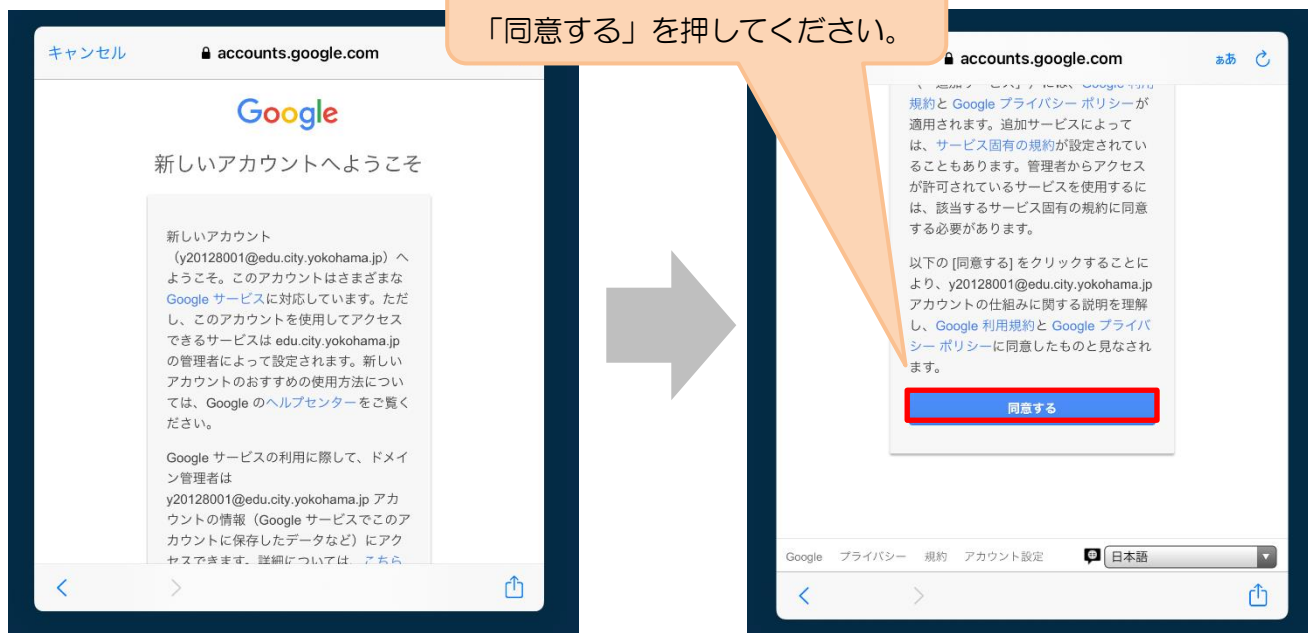 「同意する」を押してください。
キャンセル
accounts.google.com
Google
新しいアカウントへようこそ
新しいアカウント
（y20128001@edu.city.yokohama.jp）へ
ようこそ。このアカウントはさまざまな
Google サービスに対応しています。ただ
し、このアカウントを使用してアクセス
できるサービスは edu.city.yokohama.jp
の管理者によって設定されます。新しい
アカウントのおすすめの使用方法につい
ては、Google のヘルプセンターをご覧く
ださい。
Google サービスの利用に際して、ドメイ
ン管理者は
y20128001@edu.city.yokohama.jp アカ
ウントの情報（Google サービスでこのア
カウントに保存したデータなど）にアク
セスできます。詳細については、こちら
accounts.google.com
ぁあ
規約と Google プライバシー ポリシーが
適用されます。追加サービスによって
は、サービス固有の規約が設定されてい
ることもあります。管理者からアクセス
が許可されているサービスを使用するに
は、該当するサービス固有の規約に同意
する必要があります。
以下の [同意する] をクリックすることに
より、y20128001@edu.city.yokohama.jp
アカウントの仕組みに関する説明を理解
し、Google 利用規約と Google プライバ
シー ポリシーに同意したものと見なされ
ます。
同意する
Google プライバシー 規約 アカウント設定 日本語